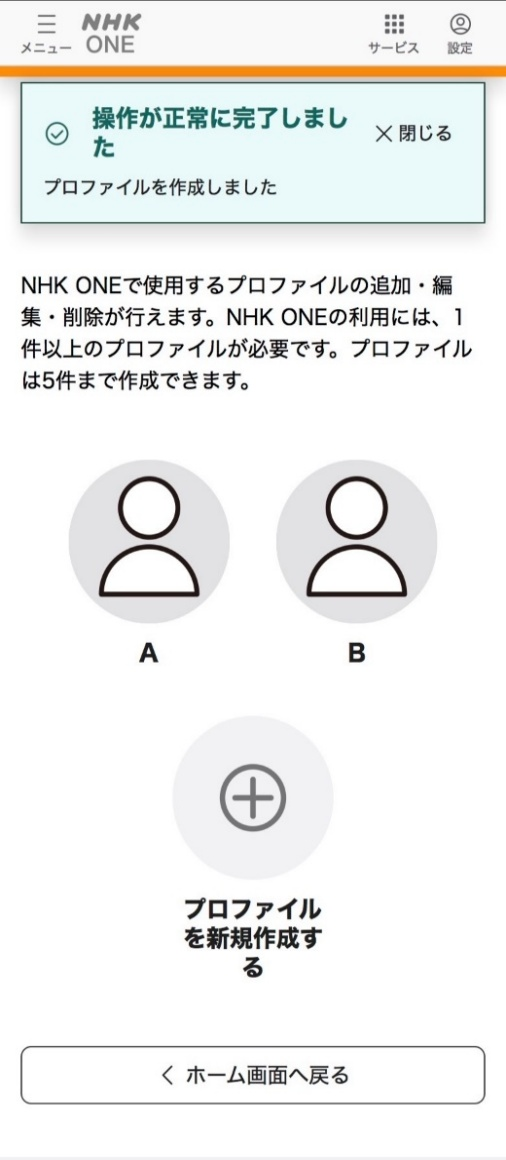 メニュー
NHK
ONE
サービス
設定
操作が正常に完了しまし
た
閉じる
プロファイルを作成しました
NHK ONEで使用するプロファイルの追加・編
集・削除が行えます。NHK ONEの利用には、1
件以上のプロファイルが必要です。プロファイル
は5件まで作成できます。
A
B
プロファイル
を新規作成す
る
ホーム画面へ戻る